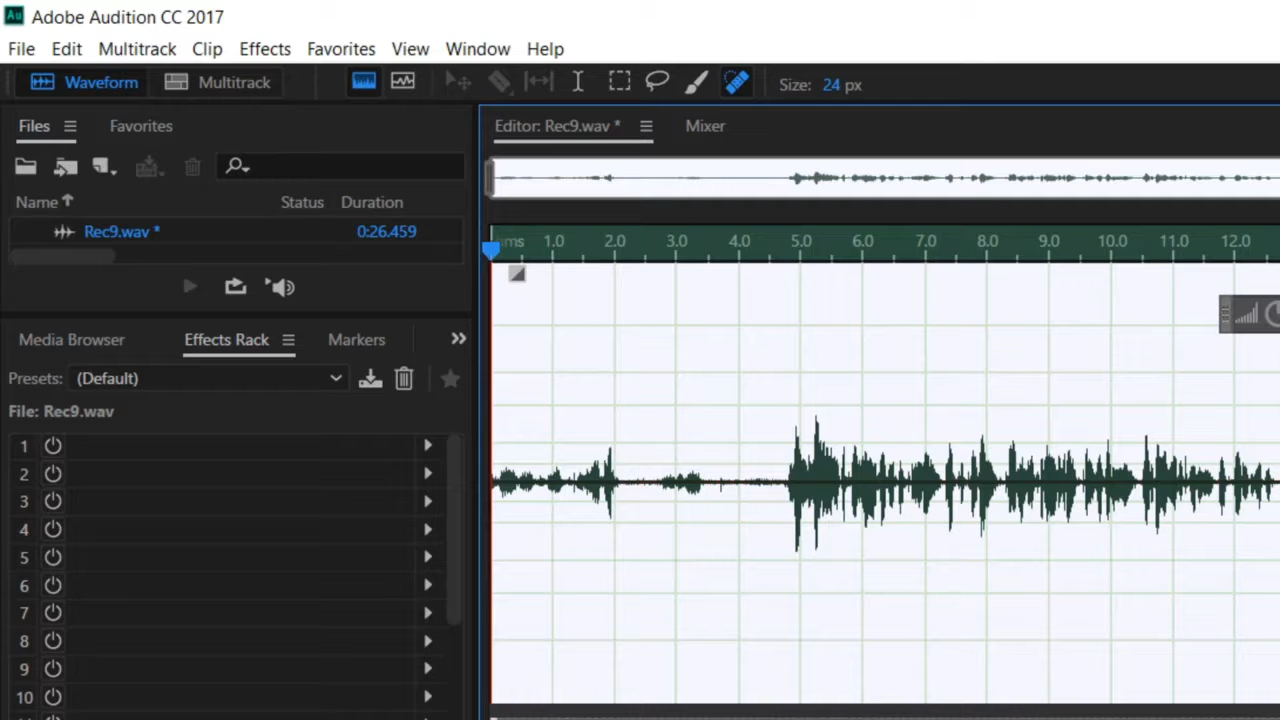 Au Adobe Audition CC 2017
File Edit Multitrack Clip Effects Favorites View Window Help
Waveform Multitrack Size: 24 px
Files Favorites Editor: Rec9.wav * Mixer
Name Status Duration
Rec9.wav * 0:26.459
1.0 2.0 3.0 4.0 5.0 6.0 7.0 8.0 9.0 10.0 11.0 12.0
Media Browser Effects Rack Markers
Presets: (Default)
File: Rec9.wav
1
2
3
4
5
6
7
8
9
10